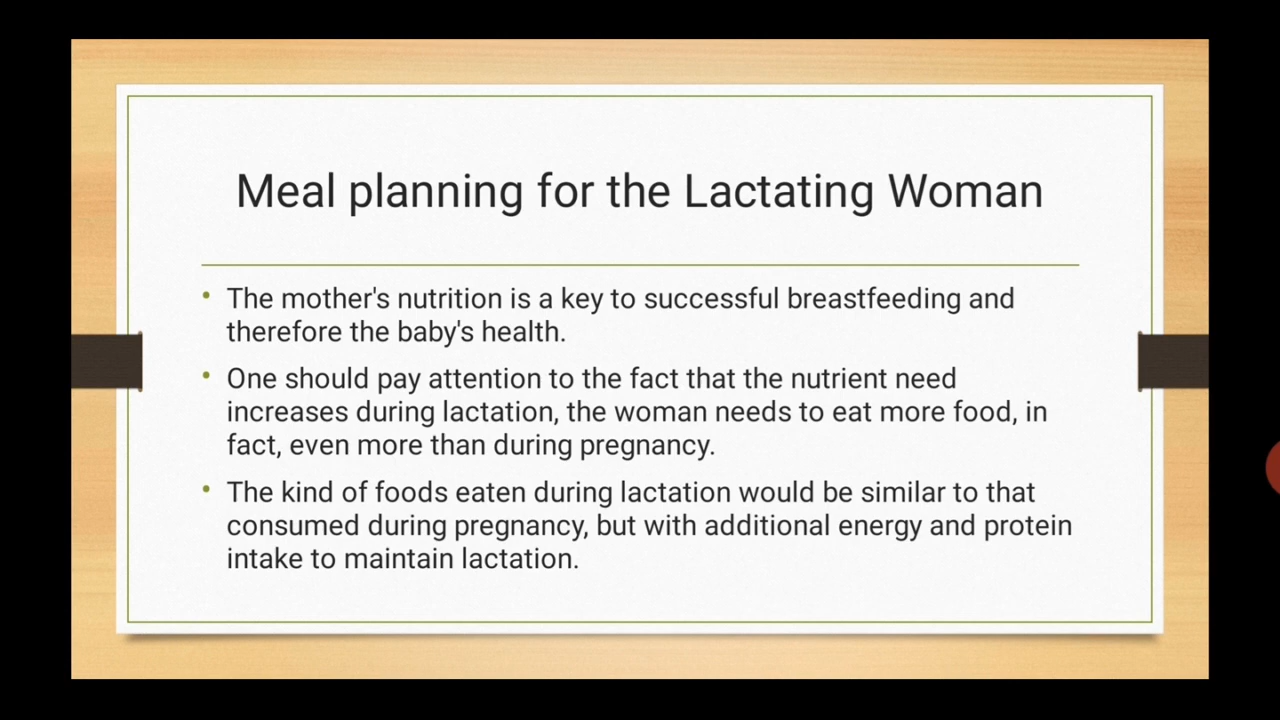 Meal planning for the Lactating Woman
• The mother's nutrition is a key to successful breastfeeding and
therefore the baby's health.
• One should pay attention to the fact that the nutrient need
increases during lactation, the woman needs to eat more food, in
fact, even more than during pregnancy.
• The kind of foods eaten during lactation would be similar to that
consumed during pregnancy, but with additional energy and protein
intake to maintain lactation.